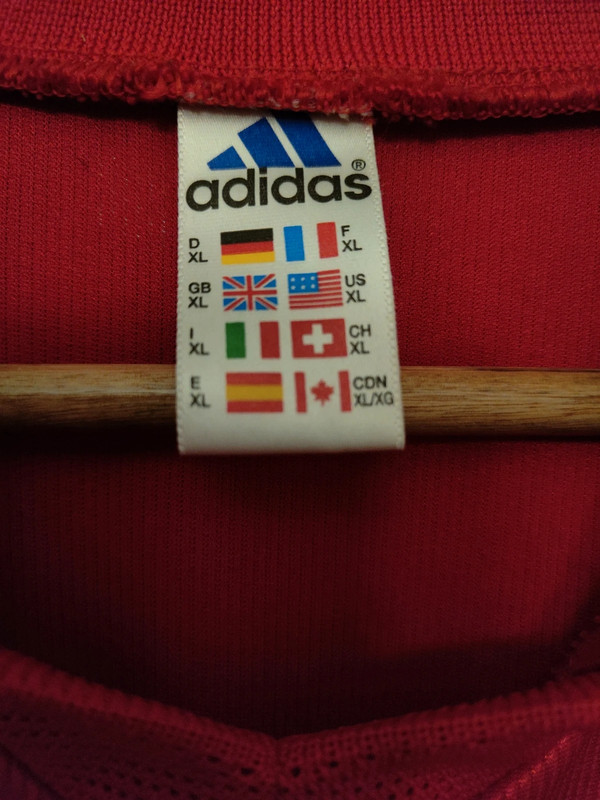 adidas®
D XL F XL
GB XL US XL
I XL CH XL
E XL CDN XL/XG